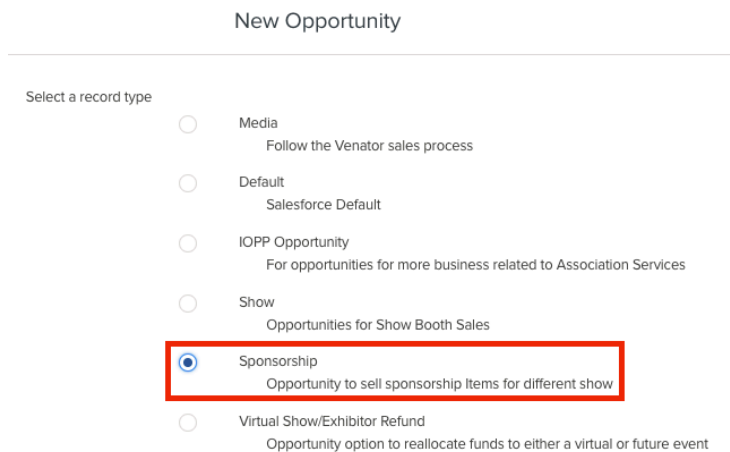 New Opportunity
Select a record type
Media
Follow the Venator sales process
Default
Salesforce Default
IOPP Opportunity
For opportunities for more business related to Association Services
Show
Opportunities for Show Booth Sales
Sponsorship
Opportunity to sell sponsorship Items for different show
Virtual Show/Exhibitor Refund
Opportunity option to reallocate funds to either a virtual or future event